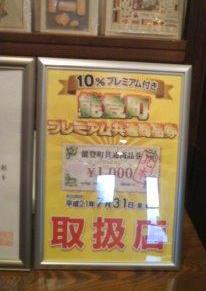 10%プレミアム付き
能登町
プレミアム共通商品券
能登町共通商品券
¥1,000
平成21年7月31日
取扱店